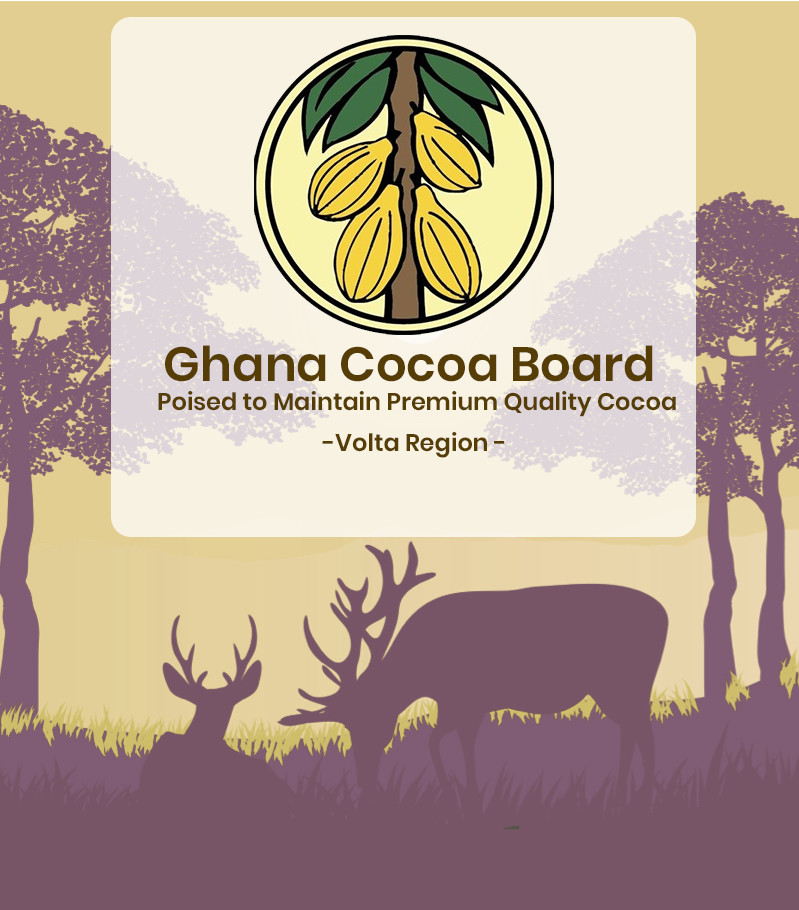 Ghana Cocoa Board
Poised to Maintain Premium Quality Cocoa
-Volta Region -